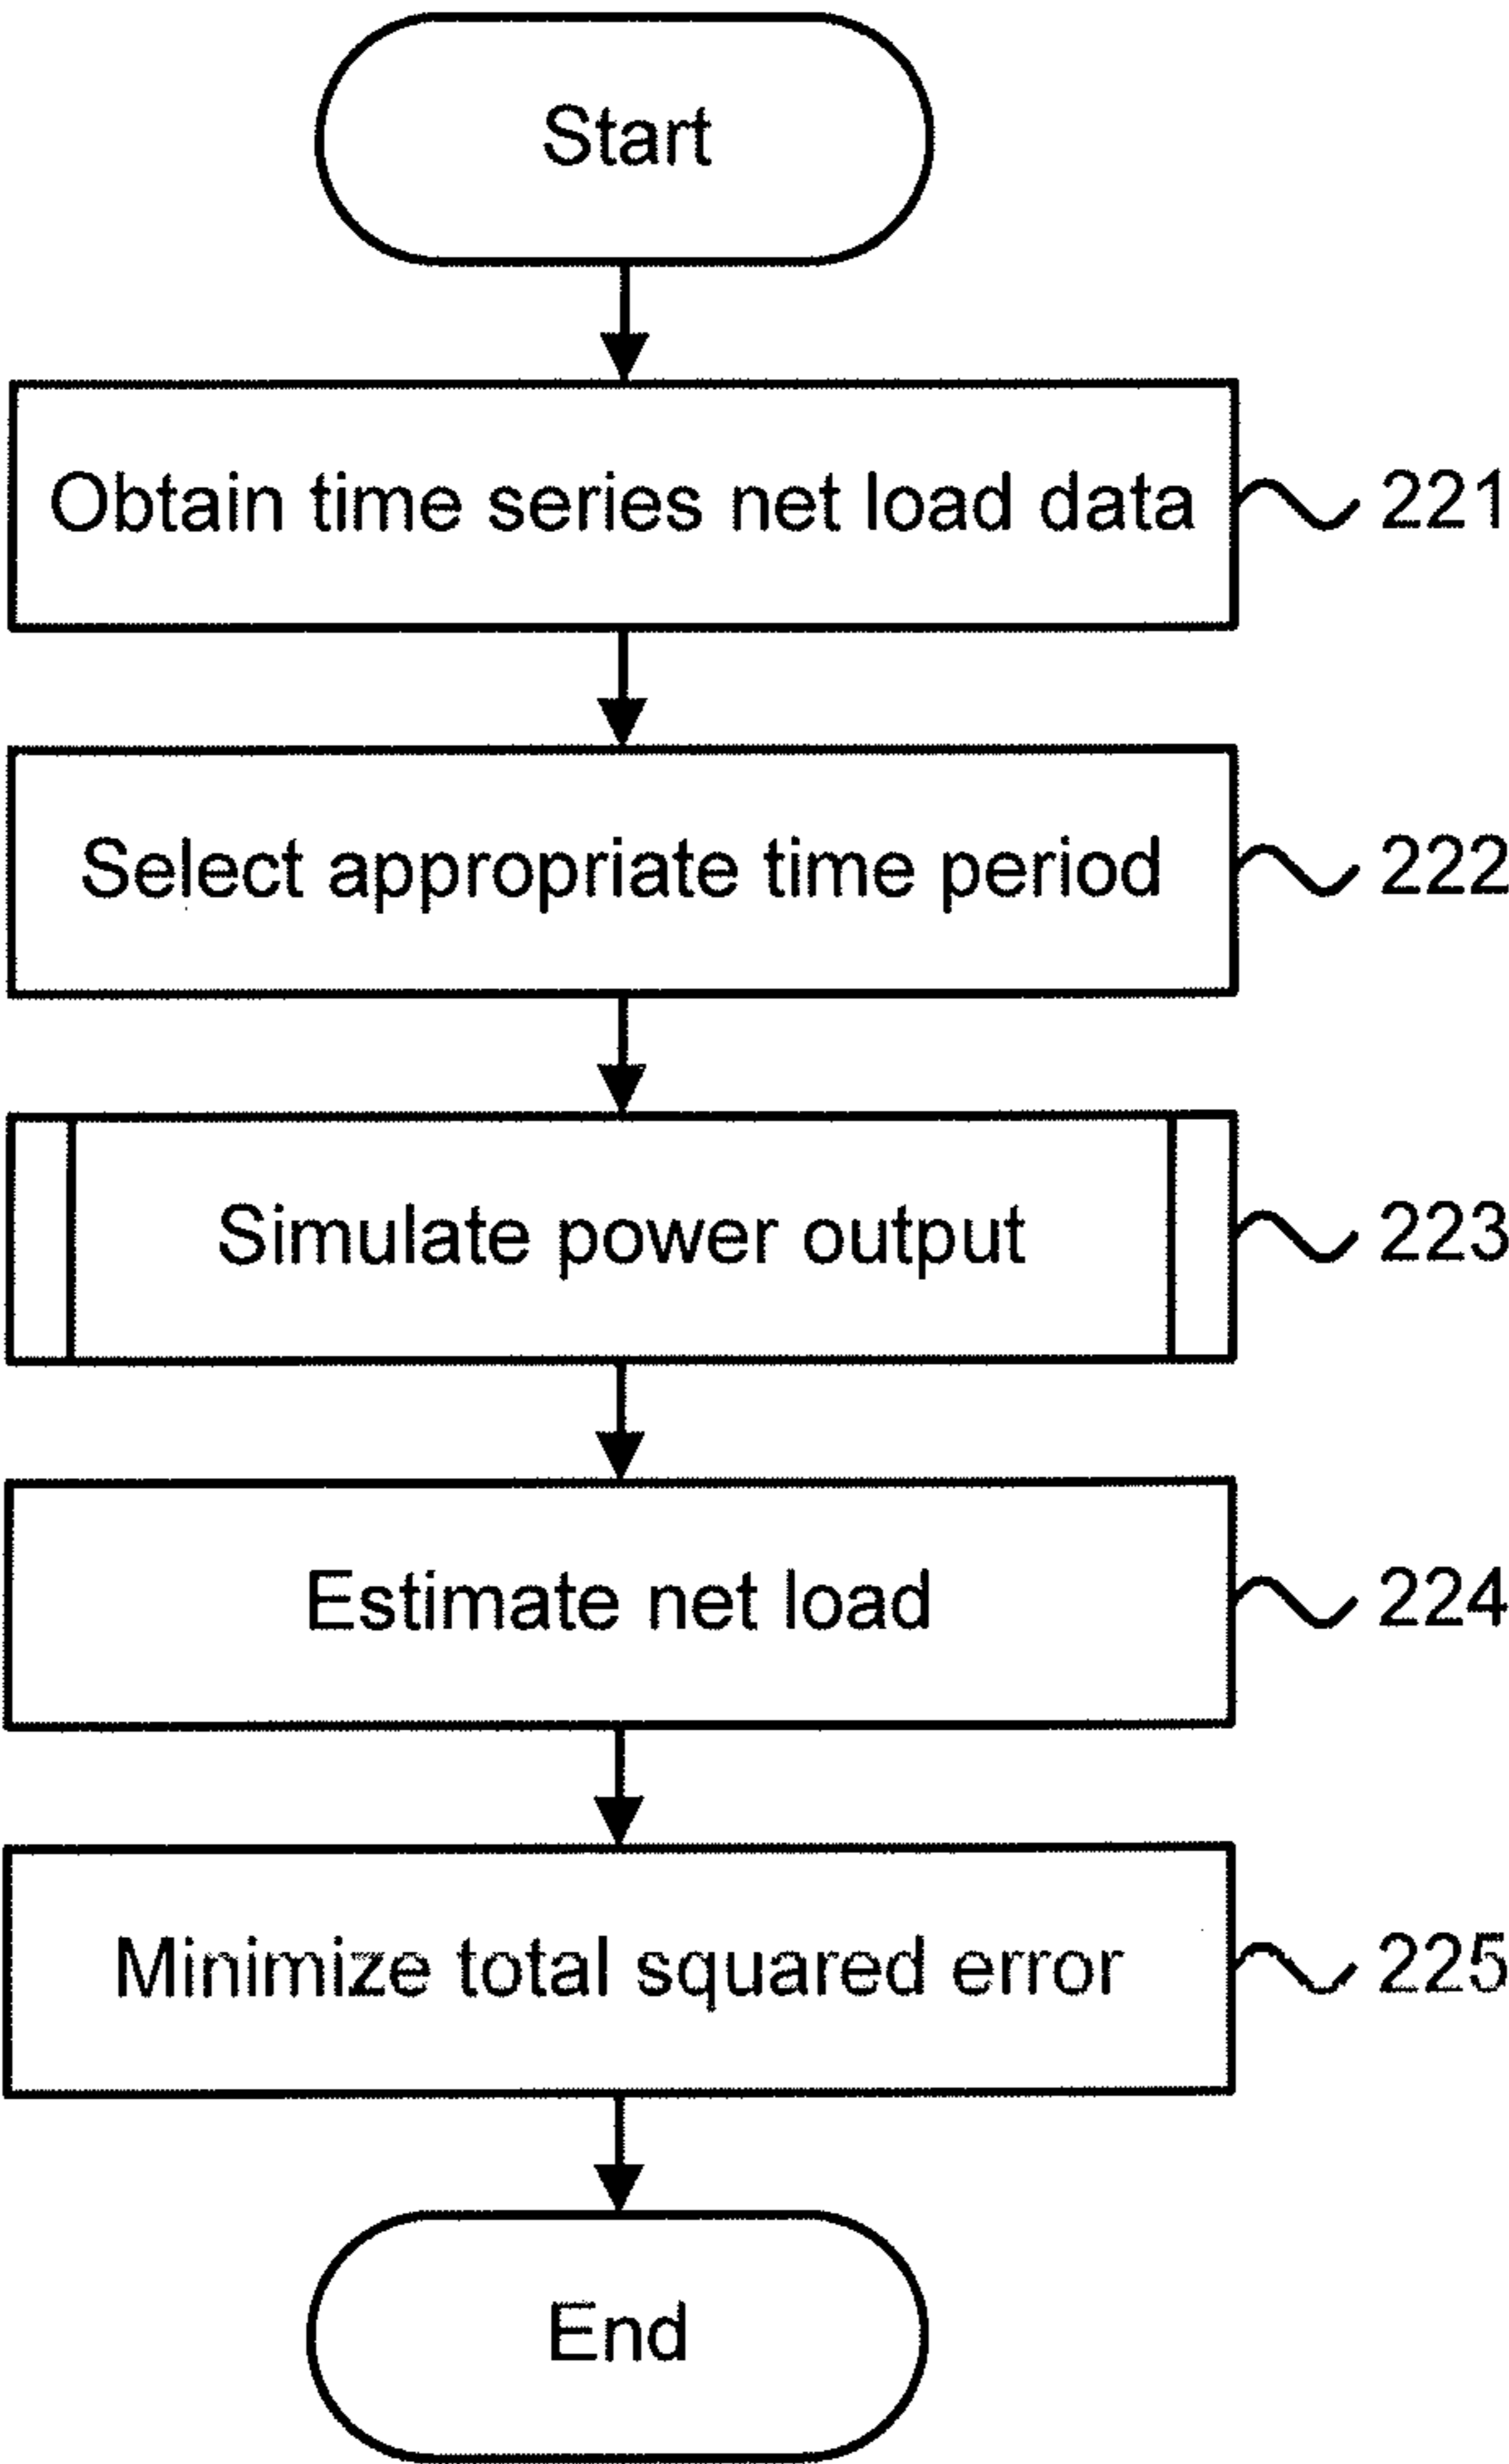 Start
Obtain time series net load data
221
Select appropriate time period
222
Simulate power output
223
Estimate net load
224
Minimize total squared error
225
End